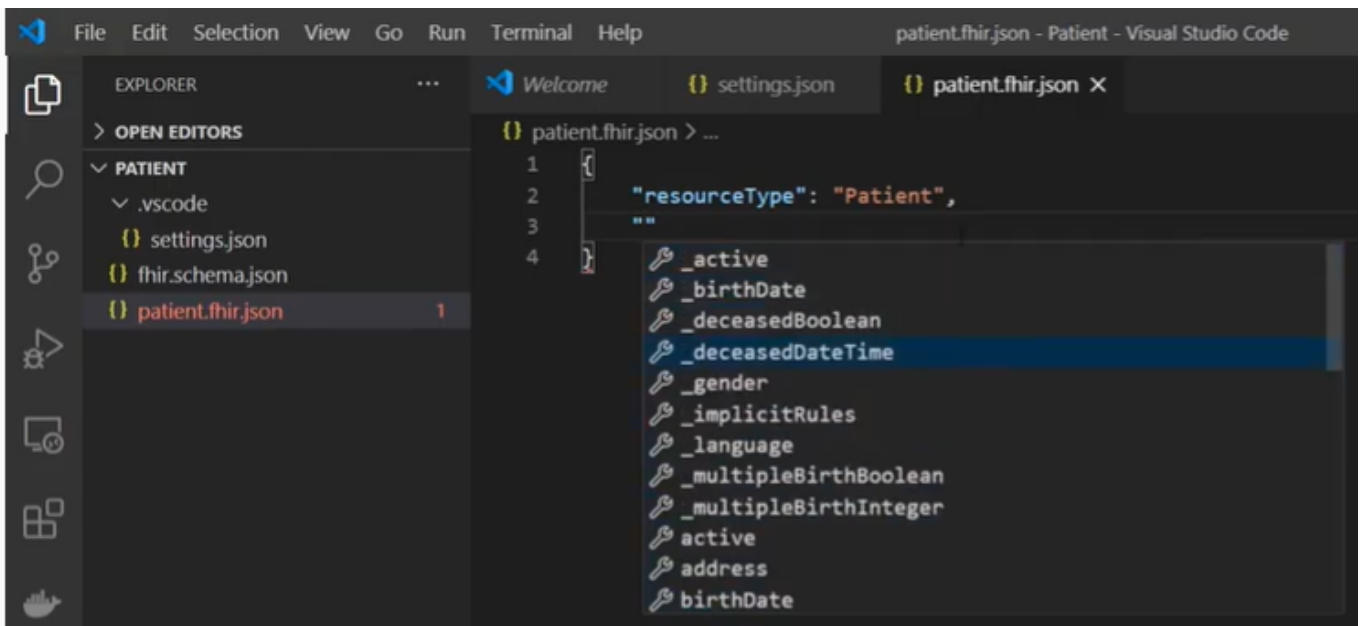 File Edit Selection View Go Run Terminal Help patient.fhir.json - Patient - Visual Studio Code
EXPLORER ...
OPEN EDITORS
PATIENT
.vscode
{} settings.json
{} fhir.schema.json
{} patient.fhir.json 1
Welcome {} settings.json {} patient.fhir.json ×
{} patient.fhir.json > ...
1 {
2 "resourceType": "Patient",
3 ""
4 }
_active
_birthDate
_deceasedBoolean
_deceasedDateTime
_gender
_implicitRules
_language
_multipleBirthBoolean
_multipleBirthInteger
active
address
birthDate